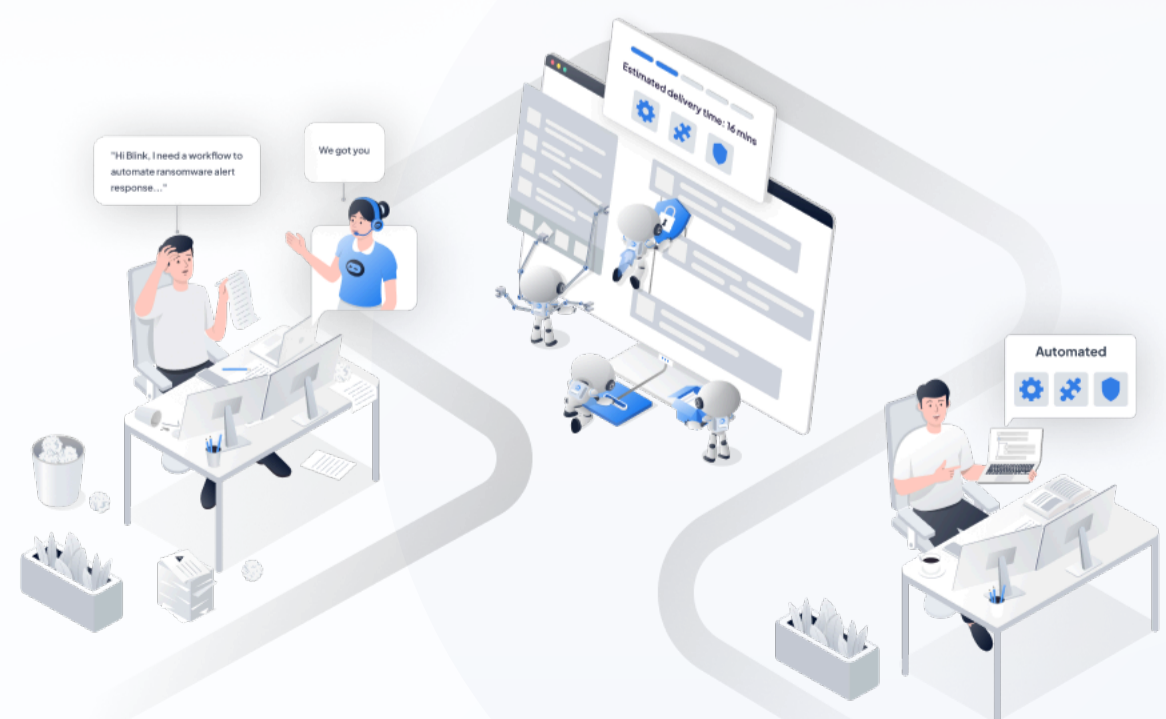 "Hi Blink, I need a workflow to
automate ransomware alert
response..."
We got you
Estimated delivery time: 16 mins
Automated